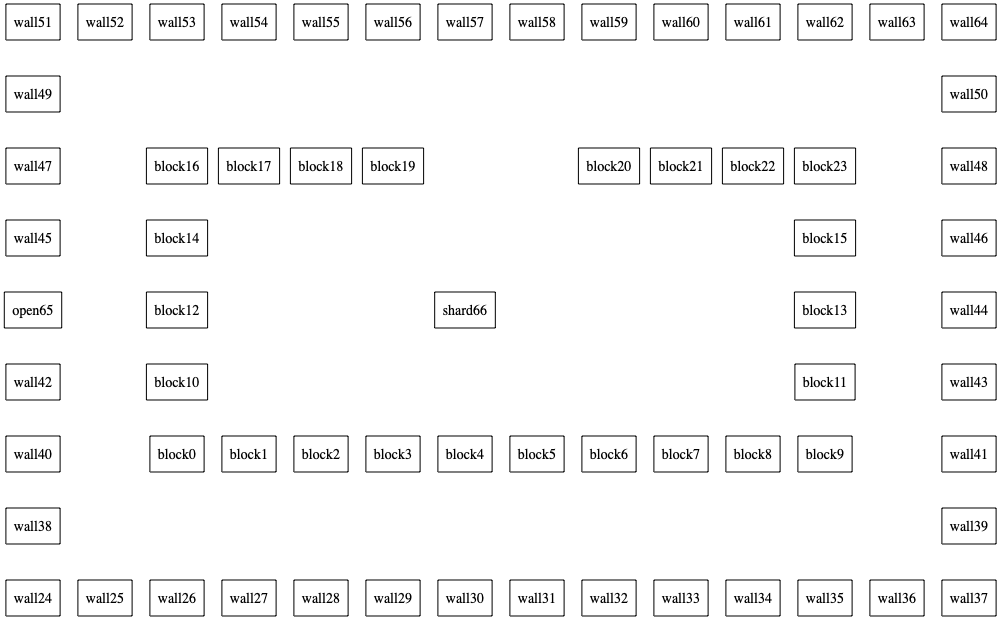 wall51 wall52 wall53 wall54 wall55 wall56 wall57 wall58 wall59 wall60 wall61 wall62 wall63 wall64
wall49 wall50
wall47 block16 block17 block18 block19 block20 block21 block22 block23 wall48
wall45 block14 block15 wall46
open65 block12 shard66 block13 wall44
wall42 block10 block11 wall43
wall40 block0 block1 block2 block3 block4 block5 block6 block7 block8 block9 wall41
wall38 wall39
wall24 wall25 wall26 wall27 wall28 wall29 wall30 wall31 wall32 wall33 wall34 wall35 wall36 wall37